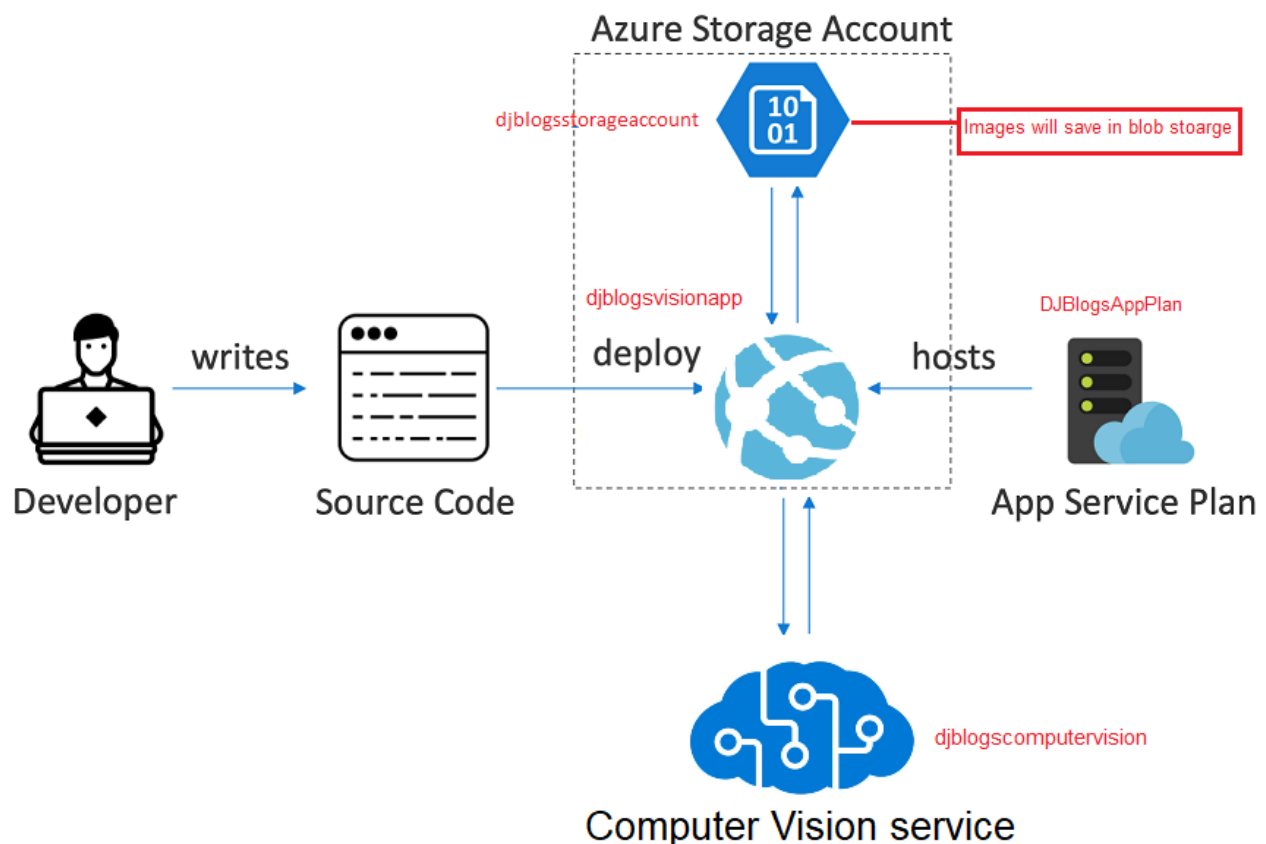 Azure Storage Account
djblogsstorageaccount
10
01
Images will save in blob stoarge
djblogsvisionapp
DJBlogsAppPlan
writes
deploy
hosts
Developer
Source Code
App Service Plan
djblogscomputervision
Computer Vision service